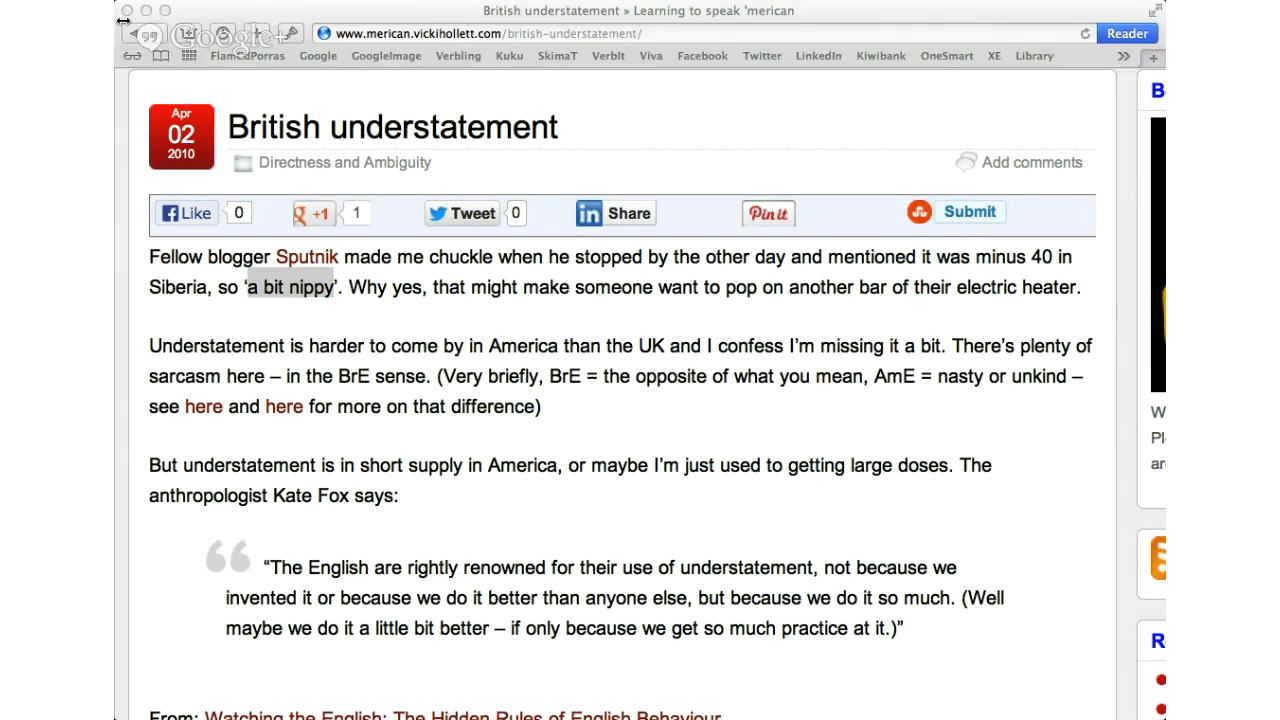 British understatement » Learning to speak 'merican
Google+
www.merican.vickihollett.com/british-understatement/
Reader
FlamCdPorras Google GoogleImage Verbling Kuku SkimaT VerbIt Viva Facebook Twitter LinkedIn Kiwibank OneSmart XE Library
Apr
02
2010
British understatement
Directness and Ambiguity
Add comments
Like 0 +1 1 Tweet 0 in Share Pin it Submit
Fellow blogger Sputnik made me chuckle when he stopped by the other day and mentioned it was minus 40 in
Siberia, so ‘a bit nippy’. Why yes, that might make someone want to pop on another bar of their electric heater.
Understatement is harder to come by in America than the UK and I confess I’m missing it a bit. There’s plenty of
sarcasm here – in the BrE sense. (Very briefly, BrE = the opposite of what you mean, AmE = nasty or unkind –
see here and here for more on that difference)
But understatement is in short supply in America, or maybe I’m just used to getting large doses. The
anthropologist Kate Fox says:
“The English are rightly renowned for their use of understatement, not because we
invented it or because we do it better than anyone else, but because we do it so much. (Well
maybe we do it a little bit better – if only because we get so much practice at it.)”
From: Watching the English: The Hidden Rules of English Behaviour
B
W
Pl
ar
R